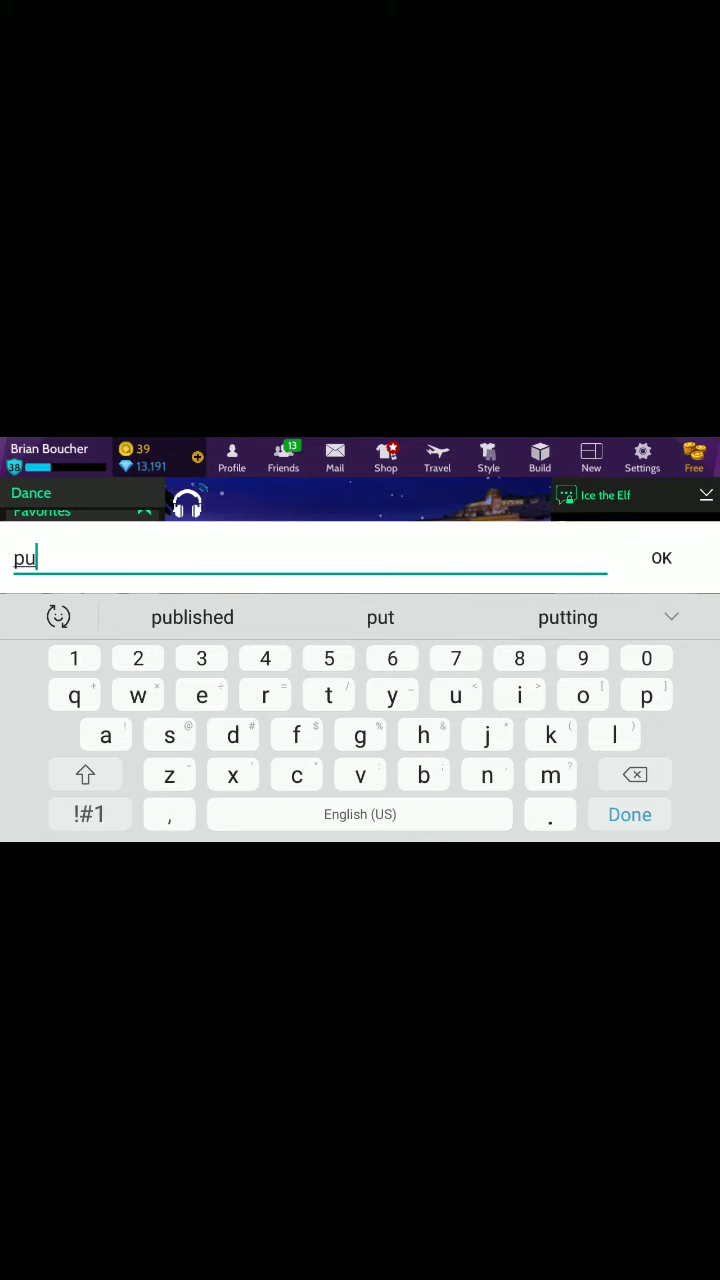 Brian Boucher
38
39
13,191
Profile
13
Friends
Mail
Shop
Travel
Style
Build
New
Settings
Free
Dance
Favorites
Ice the Elf
pu
OK
published put putting
1 2 3 4 5 6 7 8 9 0
q + w × e ÷ r = t / y _ u < i > o [ p ]
a ! s @ d # f $ g % h & j * k ( l )
z - x ' c " v : b ; n , m ?
!#1 , English (US) . Done